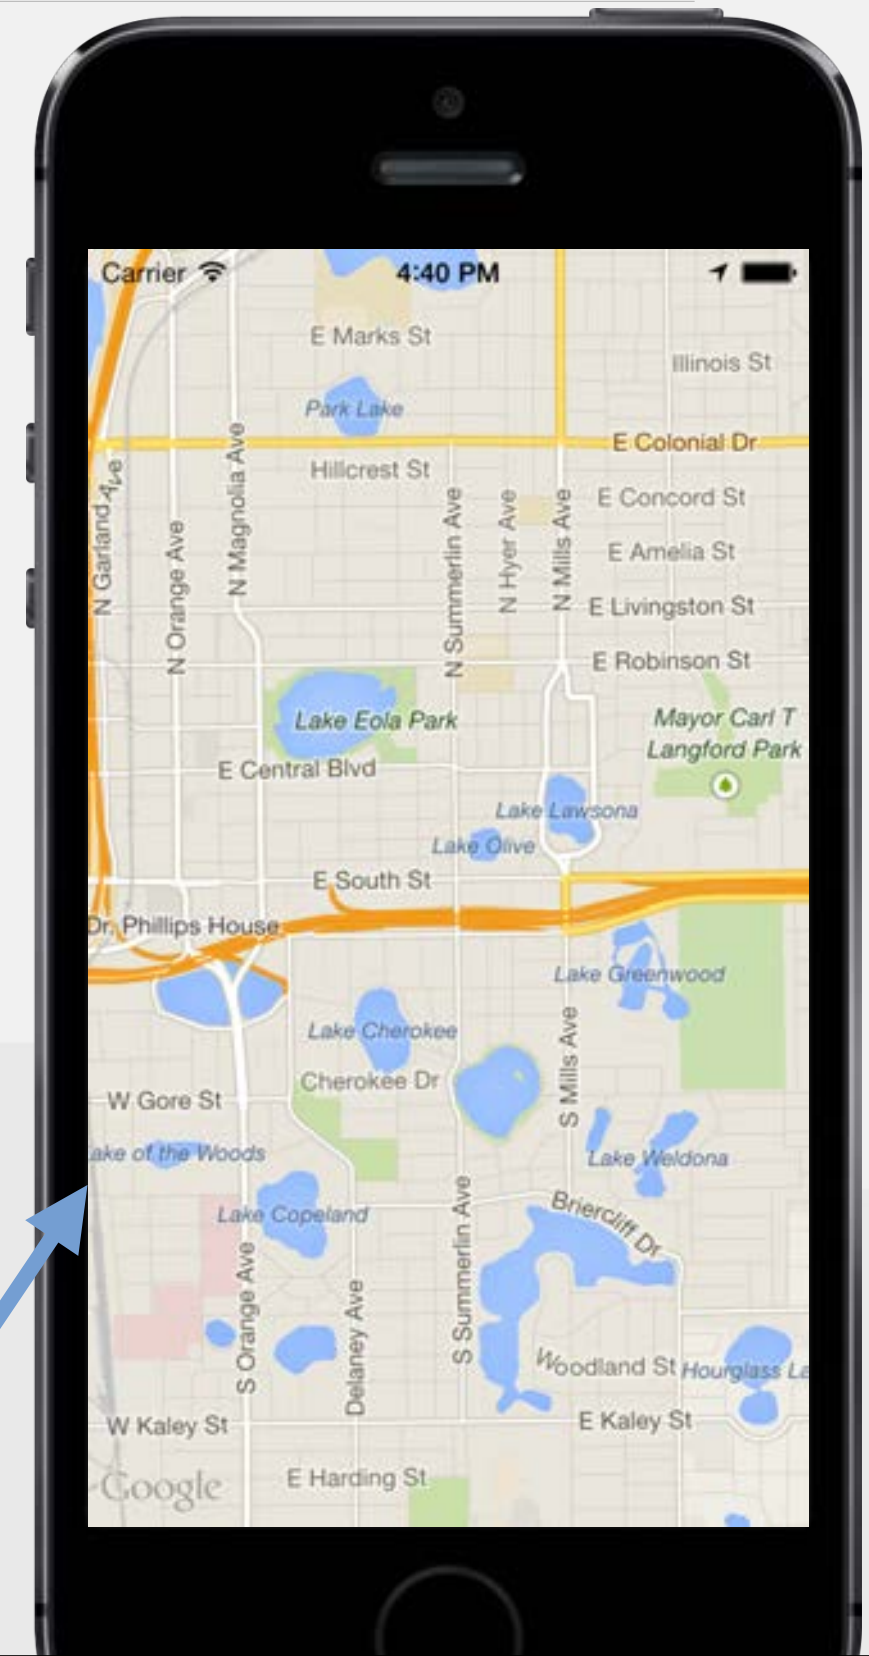 Carrier 4:40 PM
E Marks St
Illinois St
Park Lake
E Colonial Dr
Hillcrest St
N Garland Ave
N Orange Ave
N Magnolia Ave
N Summerlin Ave
N Hyer Ave
N Mills Ave
E Concord St
E Amelia St
E Livingston St
E Robinson St
Lake Eola Park
Mayor Carl T
Langford Park
E Central Blvd
Lake Lawsona
Lake Olive
E South St
Dr. Phillips House
Lake Greenwood
Lake Cherokee
Cherokee Dr
S Mills Ave
W Gore St
ake of the Woods
Lake Weldona
Lake Copeland
Briercliff Dr
S Orange Ave
Delaney Ave
S Summerlin Ave
Woodland St
Hourglass La
W Kaley St
E Kaley St
Google
E Harding St